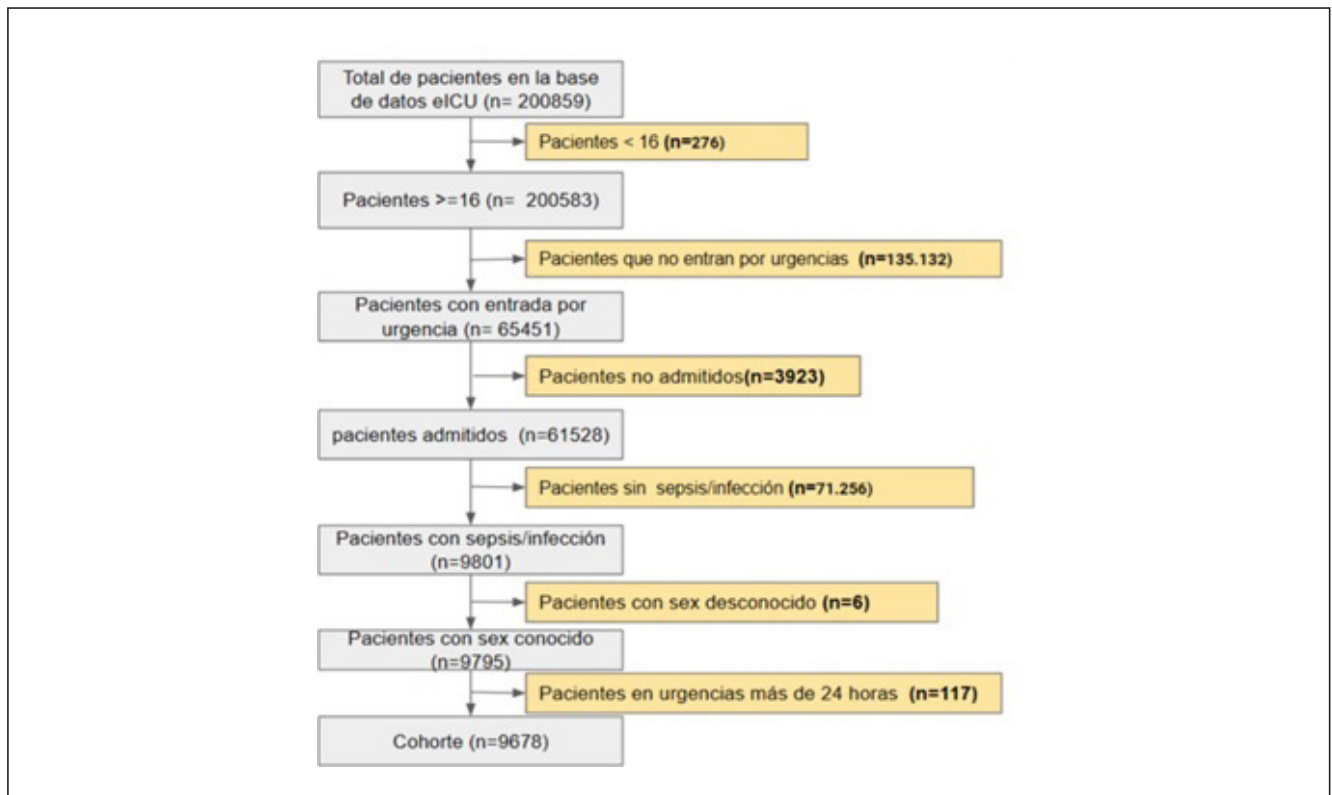 Total de pacientes en la base
de datos eICU (n= 200859)
Pacientes < 16 (n=276)
Pacientes >=16 (n=  200583)
Pacientes que no entran por urgencias  (n=135.132)
Pacientes con entrada por
urgencia (n= 65451)
Pacientes no admitidos(n=3923)
pacientes admitidos  (n=61528)
Pacientes sin  sepsis/infección (n=71.256)
Pacientes con sepsis/infección
(n=9801)
Pacientes con sex desconocido (n=6)
Pacientes con sex conocido
(n=9795)
Pacientes en urgencias más de 24 horas  (n=117)
Cohorte (n=9678)